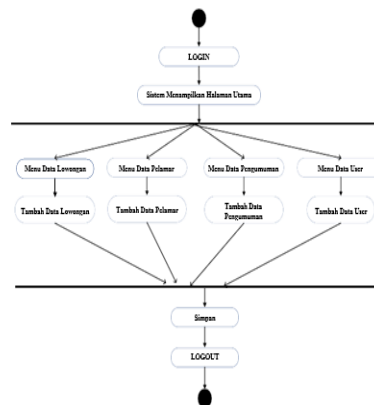 LOGIN
Sistem Menampilkan Halaman Utama
Menu Data Lowongan
Menu Data Pelamar
Menu Data Pengumuman
Menu Data User
Tambah Data Lowongan
Tambah Data Pelamar
Tambah Data
Pengumuman
Tambah Data User
Simpan
LOGOUT